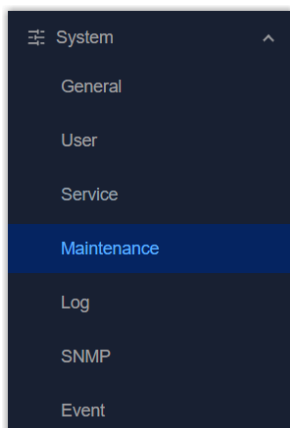 System
General
User
Service
Maintenance
Log
SNMP
Event